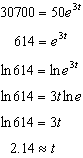 30700 = 50e^{3t}
614 = e^{3t}
ln 614 = ln e^{3t}
ln 614 = 3t ln e
ln 614 = 3t
2.14 ≈ t